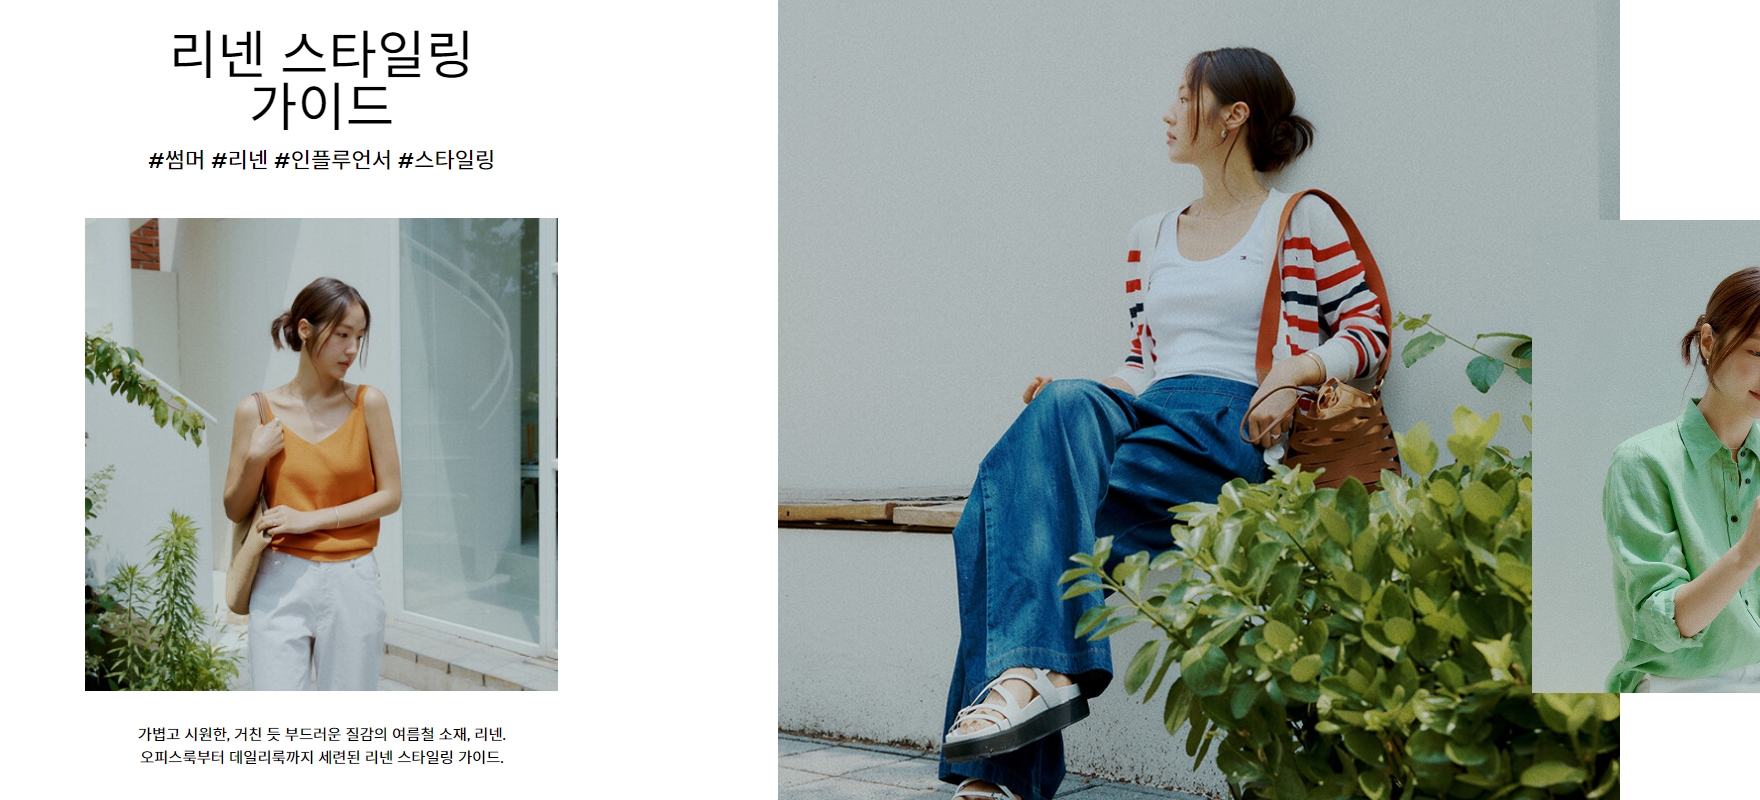 리넨 스타일링
가이드
#썸머 #리넨 #인플루언서 #스타일링
가볍고 시원한, 거친 듯 부드러운 질감의 여름철 소재, 리넨.
오피스룩부터 데일리룩까지 세련된 리넨 스타일링 가이드.